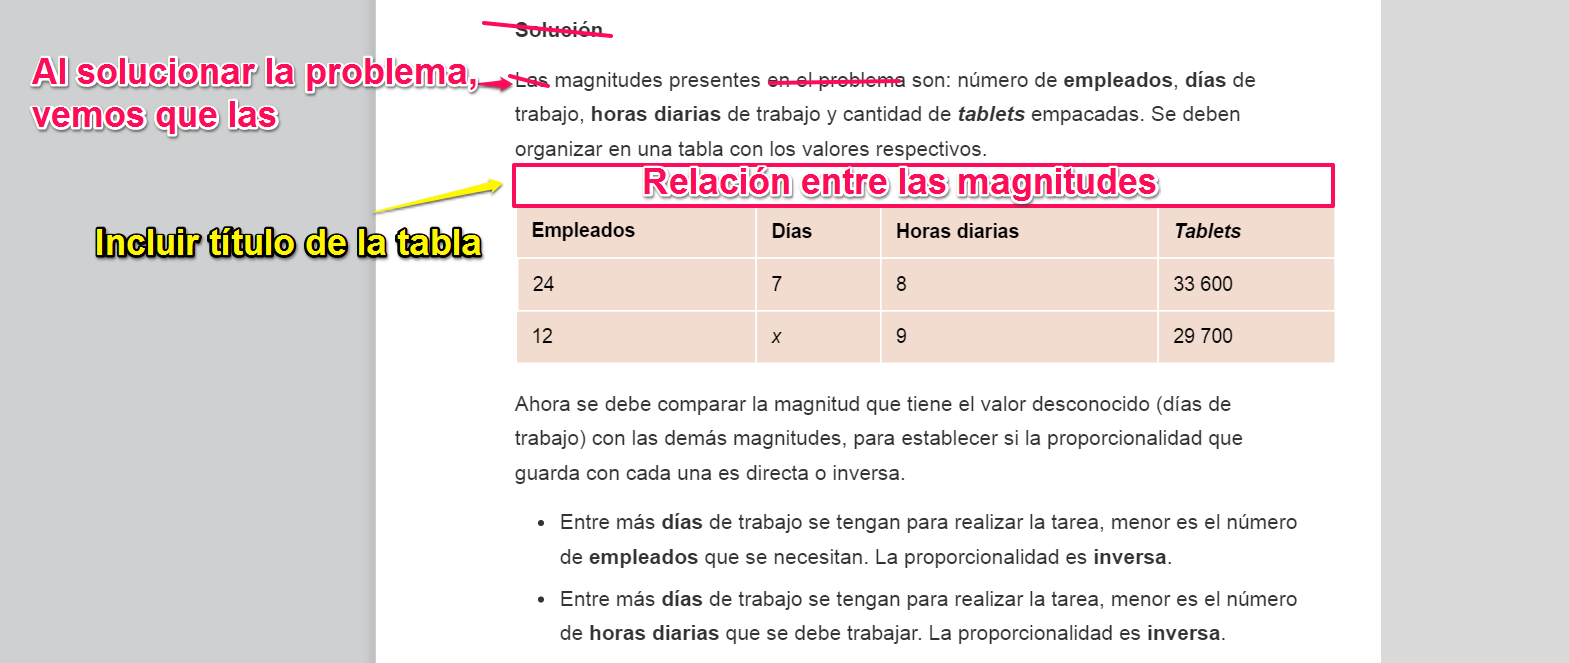 Solución
Al solucionar la problema,
vemos que las
Las magnitudes presentes en el problema son: número de empleados, días de
trabajo, horas diarias de trabajo y cantidad de tablets empacadas. Se deben
organizar en una tabla con los valores respectivos.
Relación entre las magnitudes
Incluir título de la tabla
Empleados Días Horas diarias Tablets
24 7 8 33 600
12 x 9 29 700
Ahora se debe comparar la magnitud que tiene el valor desconocido (días de
trabajo) con las demás magnitudes, para establecer si la proporcionalidad que
guarda con cada una es directa o inversa.
• Entre más días de trabajo se tengan para realizar la tarea, menor es el número
de empleados que se necesitan. La proporcionalidad es inversa.
• Entre más días de trabajo se tengan para realizar la tarea, menor es el número
de horas diarias que se debe trabajar. La proporcionalidad es inversa.